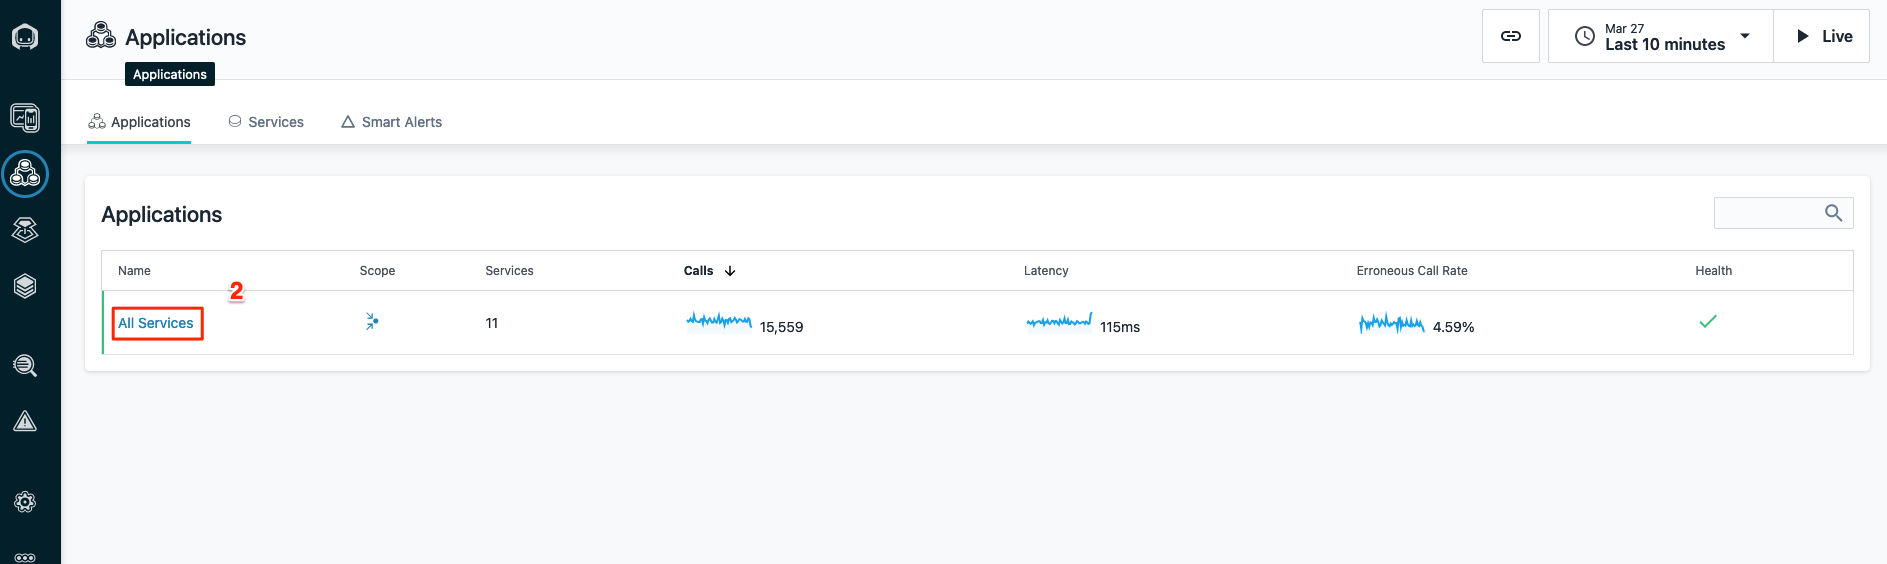 Applications
Mar 27
Last 10 minutes
Live
Applications
Applications
Services
Smart Alerts
Applications
Name
Scope
Services
Calls
Latency
Erroneous Call Rate
Health
2
All Services
11
15,559
115ms
4.59%